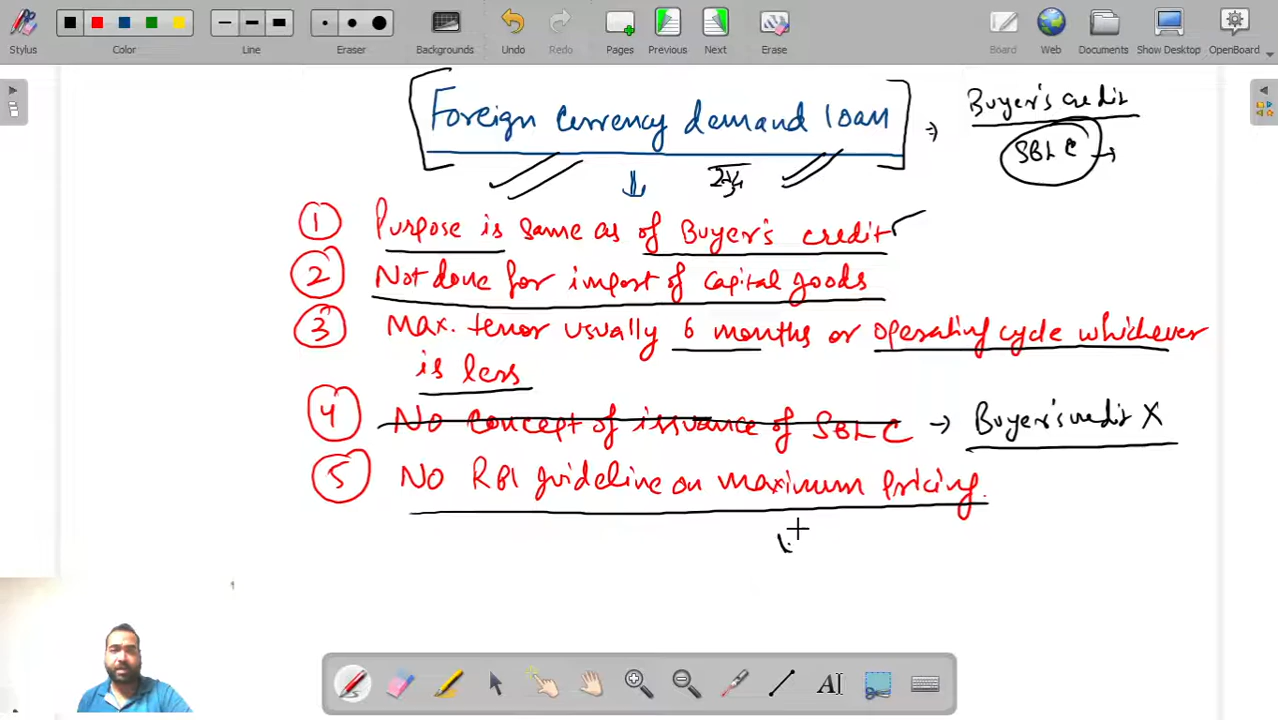 Stylus
Color
Line
Eraser
Backgrounds
Undo
Redo
Pages
Previous
Next
Erase
Board
Web
Documents
Show Desktop
OpenBoard
Foreign currency demand loan
Buyer's credit
SBLC
1 Purpose is same as of Buyer's credit
2 Not done for import of capital goods
3 Max. tenor usually 6 months or operating cycle whichever
is less
4 No concept of issuance of SBLC → Buyer's credit X
5 NO RBI guideline on maximum pricing.